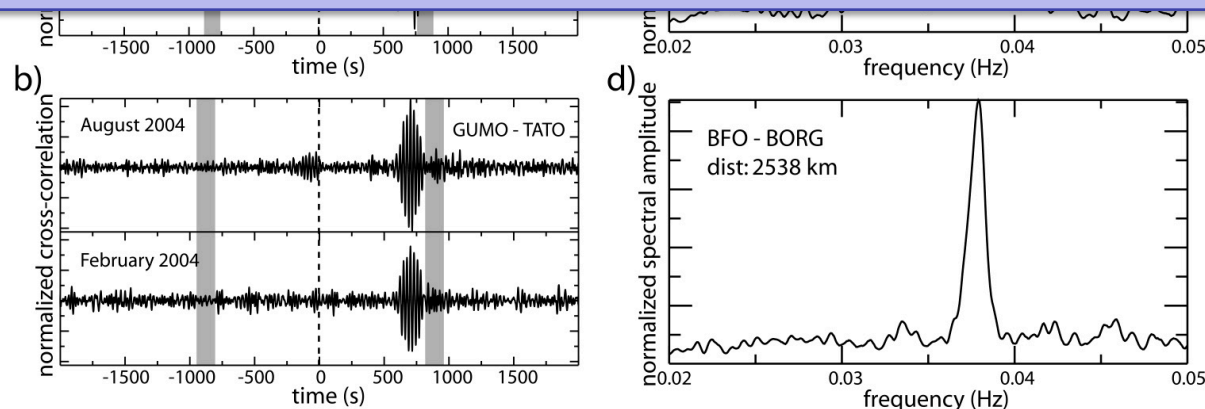 -1500 -1000 -500 0 500 1000 1500
time (s)
0.02 0.03 0.04 0.05
frequency (Hz)
b)
normalized cross-correlation
August 2004
GUMO - TATO
February 2004
-1500 -1000 -500 0 500 1000 1500
time (s)
d)
normalized spectral amplitude
BFO - BORG
dist: 2538 km
0.02 0.03 0.04 0.05
frequency (Hz)